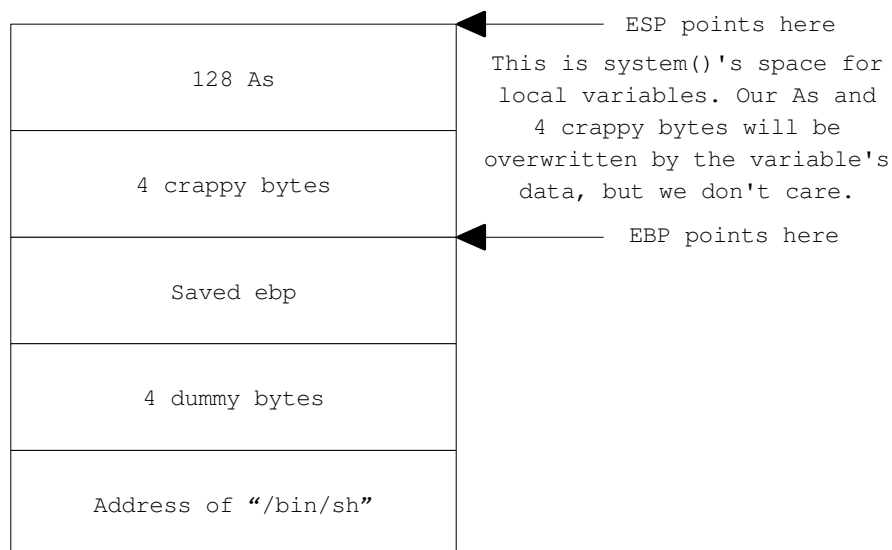 ESP points here
128 As
This is system()'s space for
local variables. Our As and
4 crappy bytes will be
overwritten by the variable's
data, but we don't care.
4 crappy bytes
EBP points here
Saved ebp
4 dummy bytes
Address of “/bin/sh”